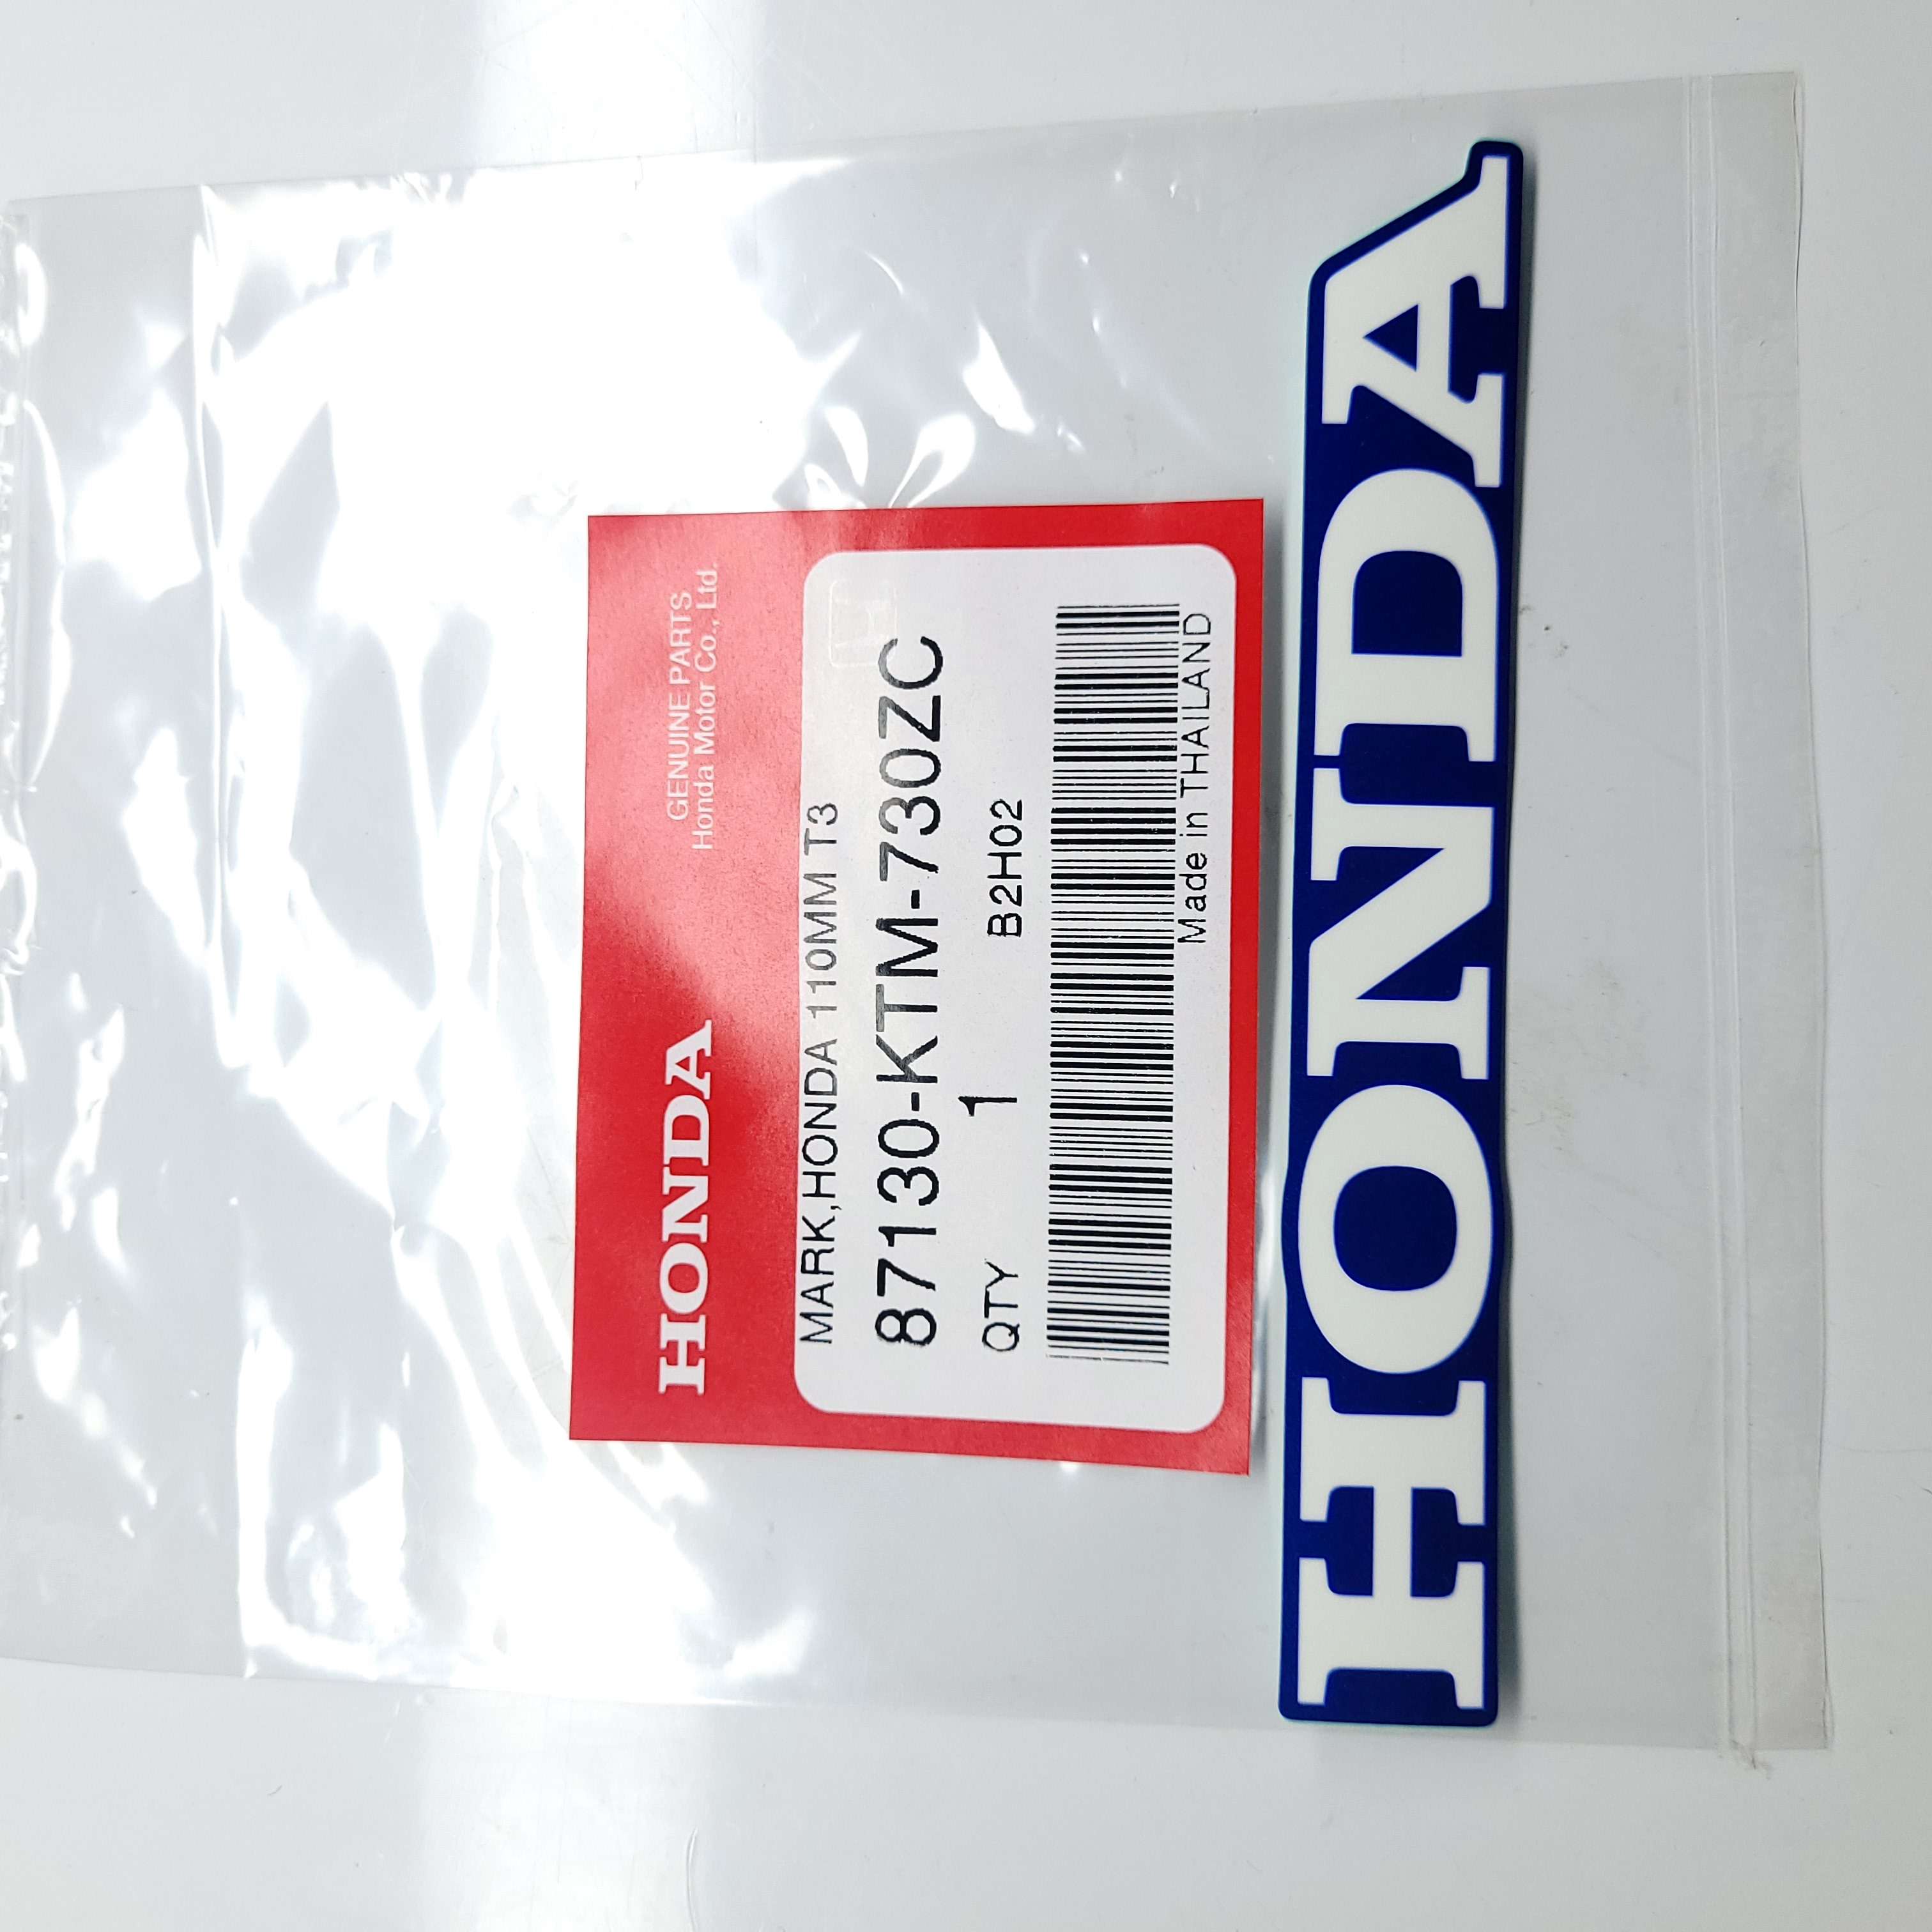 HONDA
GENUINE PARTS
Honda Motor Co., Ltd.
MARK,HONDA 110MM T3
87130-KTM-730ZC
QTY 1 B2H02
Made in THAILAND
HONDA